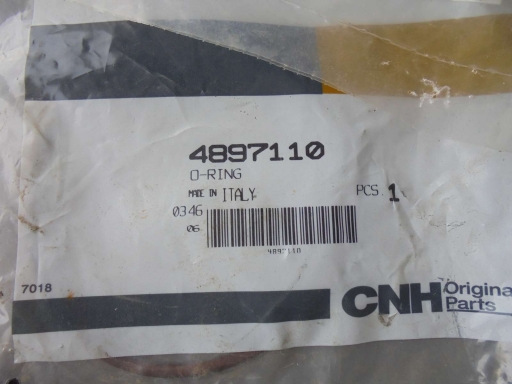 4897110
O-RING
MADE IN ITALY
PCS 1
0346
06
4897110
7018
CNH Original
Parts